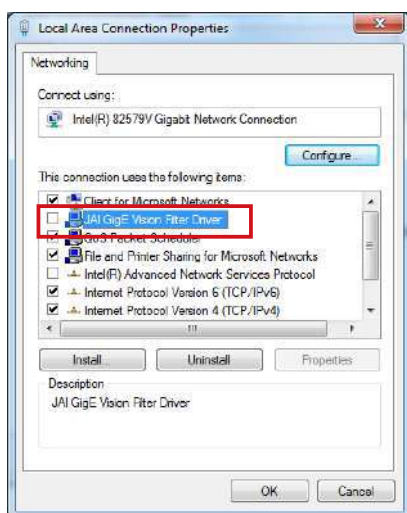 Local Area Connection Properties
Networking
Connect using:
Intel(R) 82579V Gigabit Network Connection
Configure...
This connection uses the following items:
Client for Microsoft Networks
JAI GigE Vision Filter Driver
QoS Packet Scheduler
File and Printer Sharing for Microsoft Networks
Intel(R) Advanced Network Services Protocol
Internet Protocol Version 6 (TCP/IPv6)
Internet Protocol Version 4 (TCP/IPv4)
Install...
Uninstall
Properties
Description
JAI GigE Vision Filter Driver
OK
Cancel